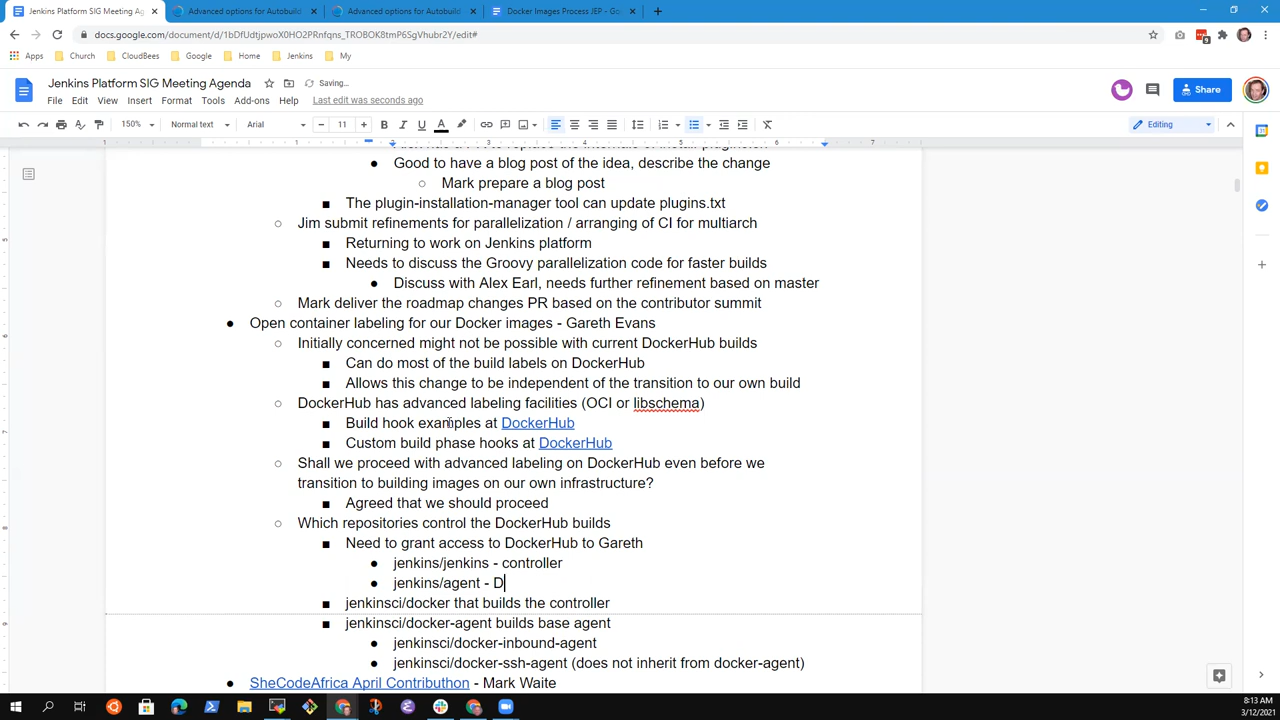 Jenkins Platform SIG Meeting Ag
Advanced options for Autobuild
Advanced options for Autobuild
Docker Images Process JEP - Go
docs.google.com/document/d/1bDfUdtjpwoX0HO2PRnfqns_TROBOK8tmP6SgVhubr2Y/edit#
Apps
Church
CloudBees
Google
Home
Jenkins
My
Jenkins Platform SIG Meeting Agenda
Saving...
File Edit View Insert Format Tools Add-ons Help Last edit was seconds ago
Share
150% Normal text Arial 11 B I U A Editing
1 1 2 3 4 5 6 7
Good to have a blog post of the idea, describe the change
Mark prepare a blog post
The plugin-installation-manager tool can update plugins.txt
Jim submit refinements for parallelization / arranging of CI for multiarch
Returning to work on Jenkins platform
Needs to discuss the Groovy parallelization code for faster builds
Discuss with Alex Earl, needs further refinement based on master
Mark deliver the roadmap changes PR based on the contributor summit
Open container labeling for our Docker images - Gareth Evans
Initially concerned might not be possible with current DockerHub builds
Can do most of the build labels on DockerHub
Allows this change to be independent of the transition to our own build
DockerHub has advanced labeling facilities (OCI or libschema)
Build hook examples at DockerHub
Custom build phase hooks at DockerHub
Shall we proceed with advanced labeling on DockerHub even before we
transition to building images on our own infrastructure?
Agreed that we should proceed
Which repositories control the DockerHub builds
Need to grant access to DockerHub to Gareth
jenkins/jenkins - controller
jenkins/agent - D
jenkinsci/docker that builds the controller
jenkinsci/docker-agent builds base agent
jenkinsci/docker-inbound-agent
jenkinsci/docker-ssh-agent (does not inherit from docker-agent)
SheCodeAfrica April Contributhon - Mark Waite
8:13 AM
3/12/2021